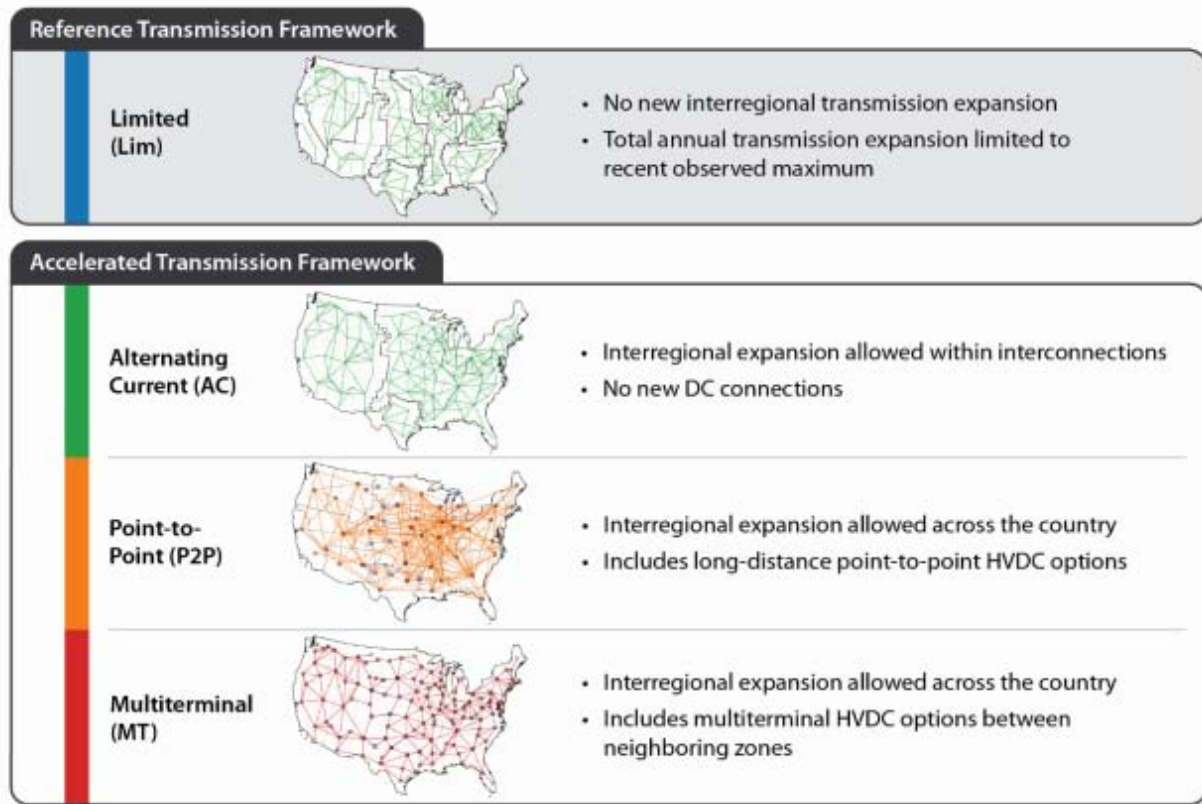 Reference Transmission Framework
Limited
(Lim)
• No new interregional transmission expansion
• Total annual transmission expansion limited to
recent observed maximum
Accelerated Transmission Framework
Alternating
Current (AC)
• Interregional expansion allowed within interconnections
• No new DC connections
Point-to-
Point (P2P)
• Interregional expansion allowed across the country
• Includes long-distance point-to-point HVDC options
Multiterminal
(MT)
• Interregional expansion allowed across the country
• Includes multiterminal HVDC options between
neighboring zones